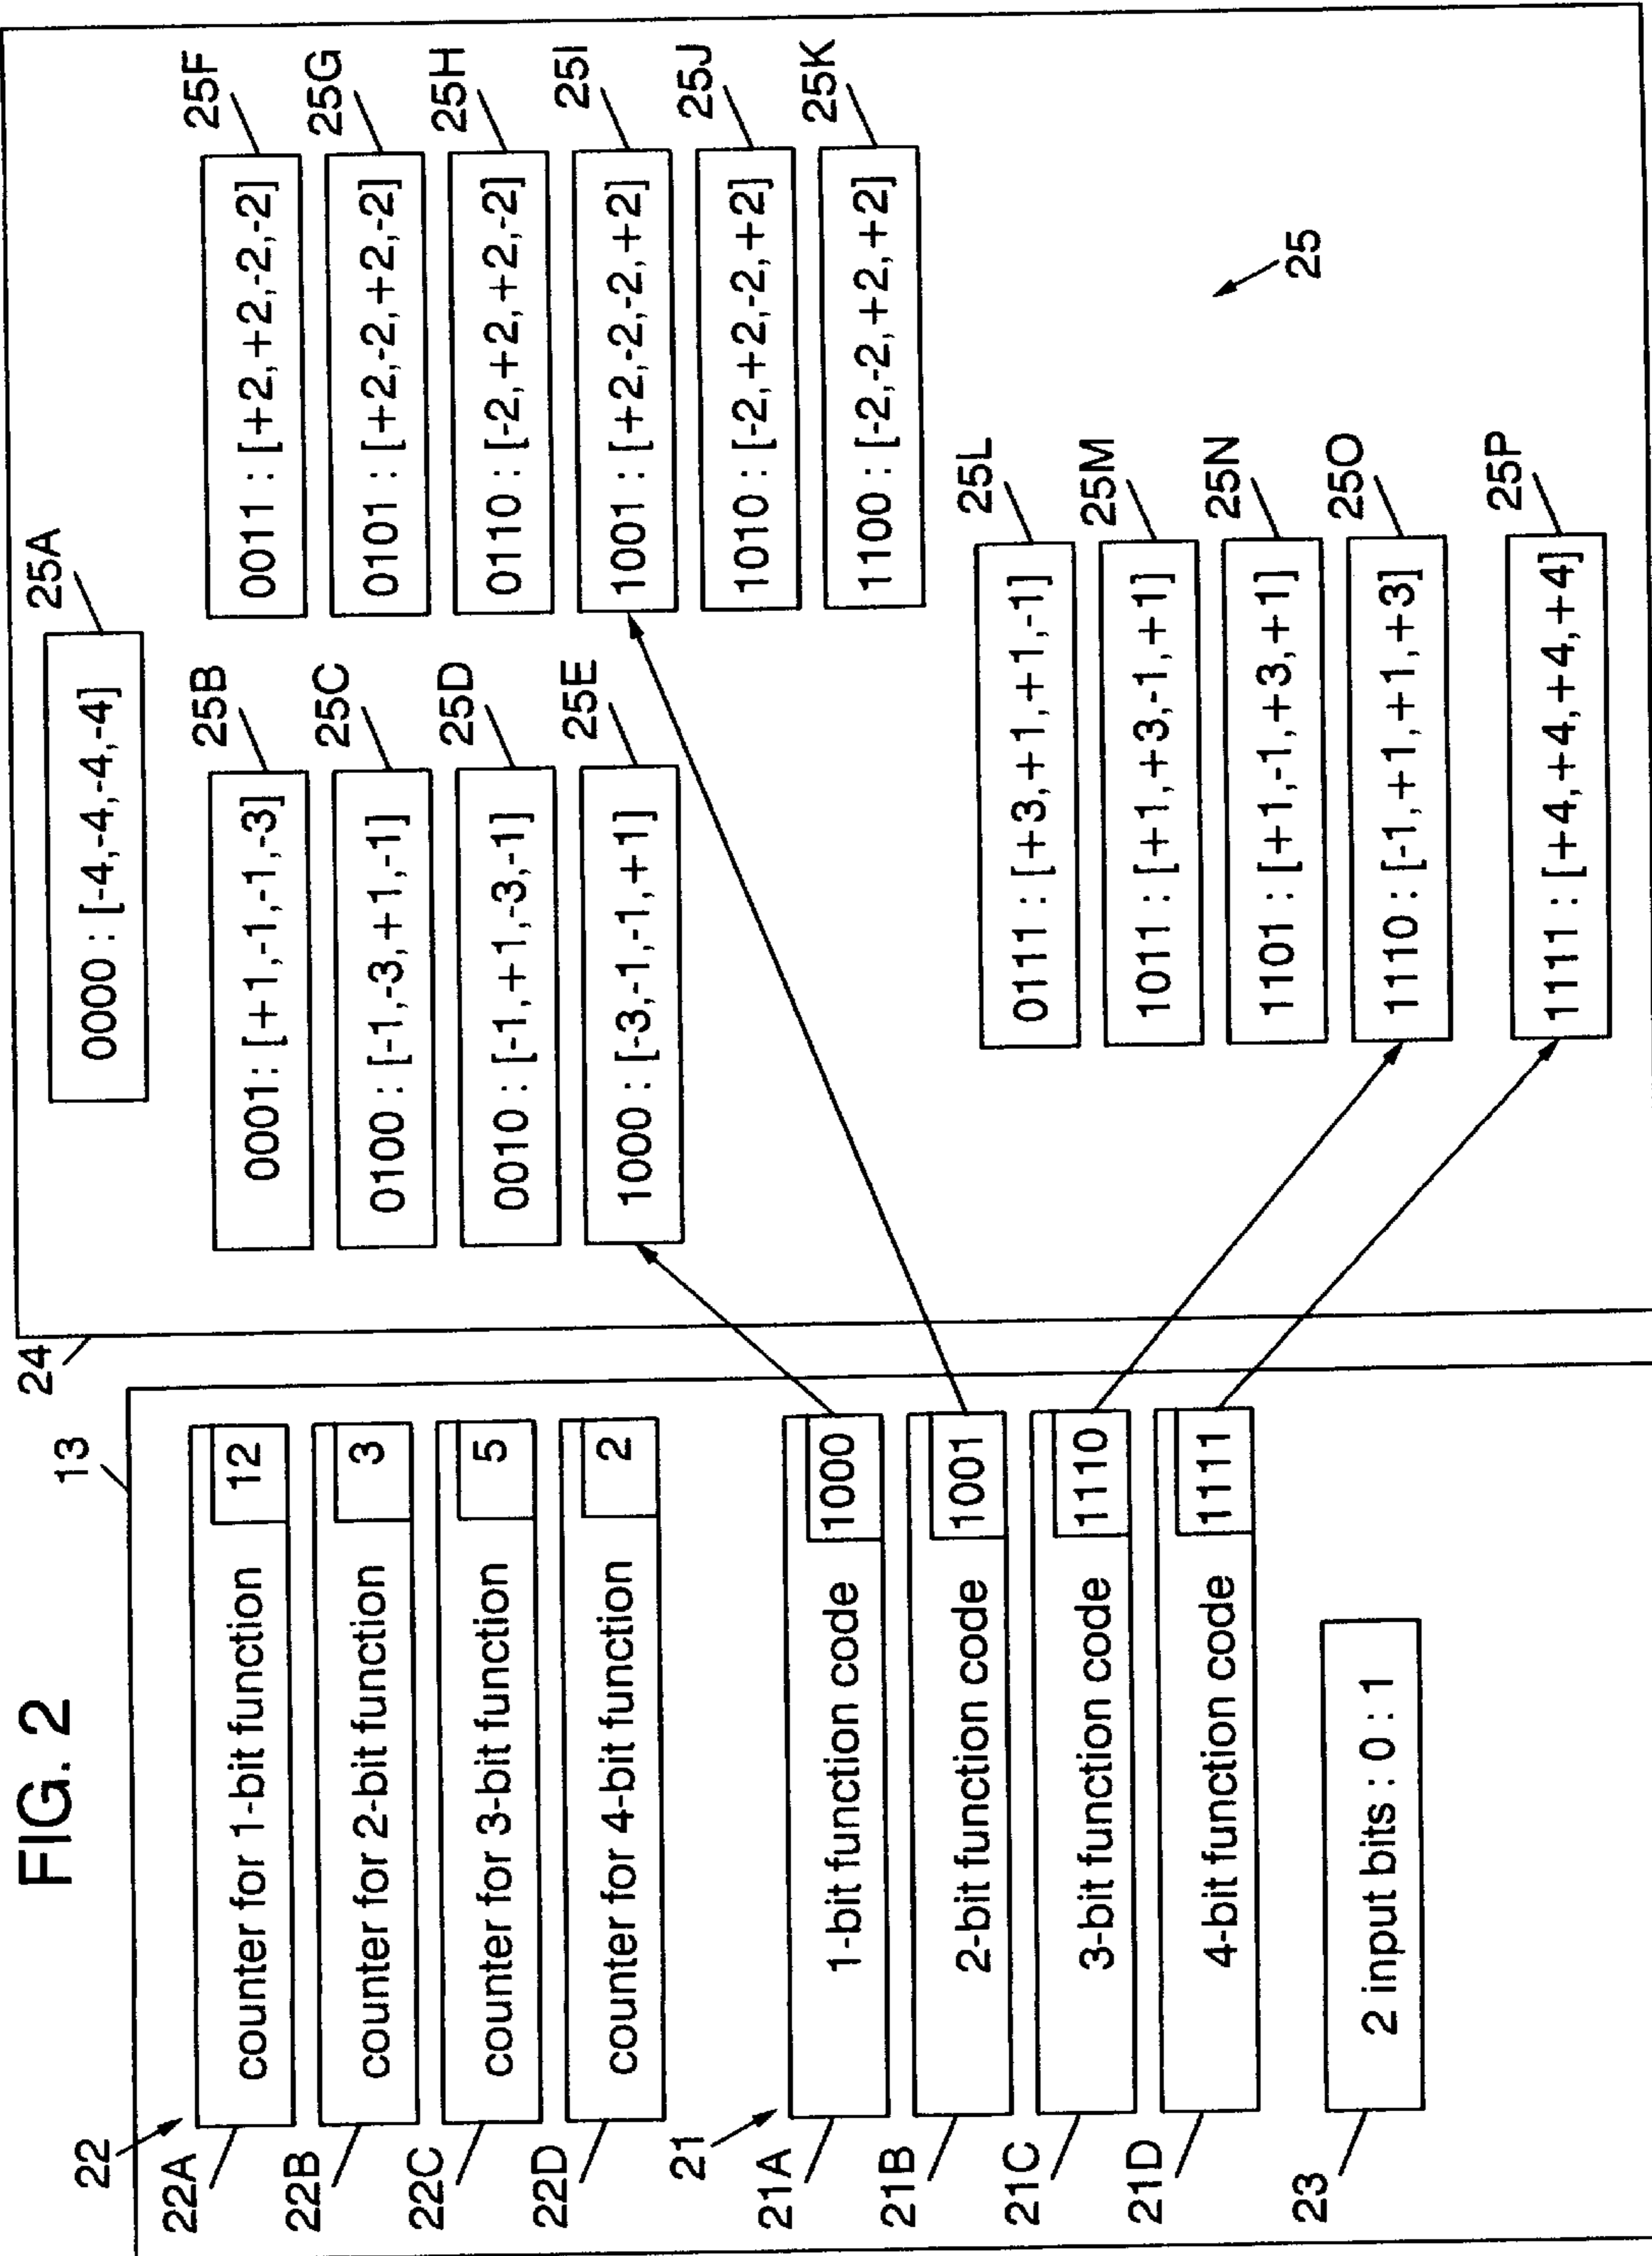 FIG. 2
13
22
22A
counter for 1-bit function 12
22B
counter for 2-bit function 3
22C
counter for 3-bit function 5
22D
counter for 4-bit function 2
21
21A
1-bit function code 1000
21B
2-bit function code 1001
21C
3-bit function code 1110
21D
4-bit function code 1111
23
2 input bits : 0 : 1
24
25A
0000 : [-4,-4,-4,-4]
25B
0001: [+1,-1,-1,-3]
25C
0100 : [-1,-3,+1,-1]
25D
0010 : [-1,+1,-3,-1]
25E
1000 : [-3,-1,-1,+1]
25F
0011 : [+2,+2,-2,-2]
25G
0101 : [+2,-2,+2,-2]
25H
0110 : [-2,+2,+2,-2]
25I
1001 : [+2,-2,-2,+2]
25J
1010 : [-2,+2,-2,+2]
25K
1100 : [-2,-2,+2,+2]
25L
0111 : [+3,+1,+1,-1]
25M
1011 : [+1,+3,-1,+1]
25N
1101 : [+1,-1,+3,+1]
25O
1110 : [-1,+1,+1,+3]
25P
1111 : [+4,+4,+4,+4]
25